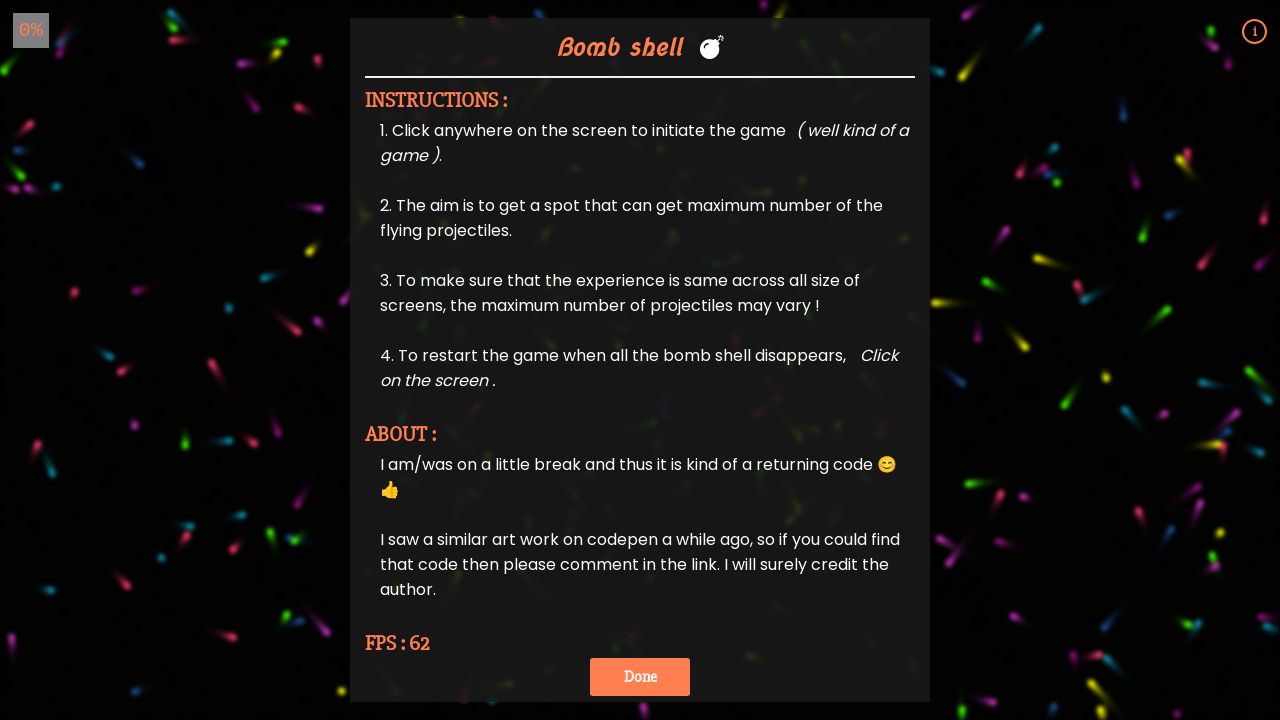 0%
Bomb shell 💣
i
INSTRUCTIONS :
1. Click anywhere on the screen to initiate the game ( well kind of a
game ).
2. The aim is to get a spot that can get maximum number of the
flying projectiles.
3. To make sure that the experience is same across all size of
screens, the maximum number of projectiles may vary !
4. To restart the game when all the bomb shell disappears, Click
on the screen .
ABOUT :
I am/was on a little break and thus it is kind of a returning code 😊
👍
I saw a similar art work on codepen a while ago, so if you could find
that code then please comment in the link. I will surely credit the
author.
FPS : 62
Done